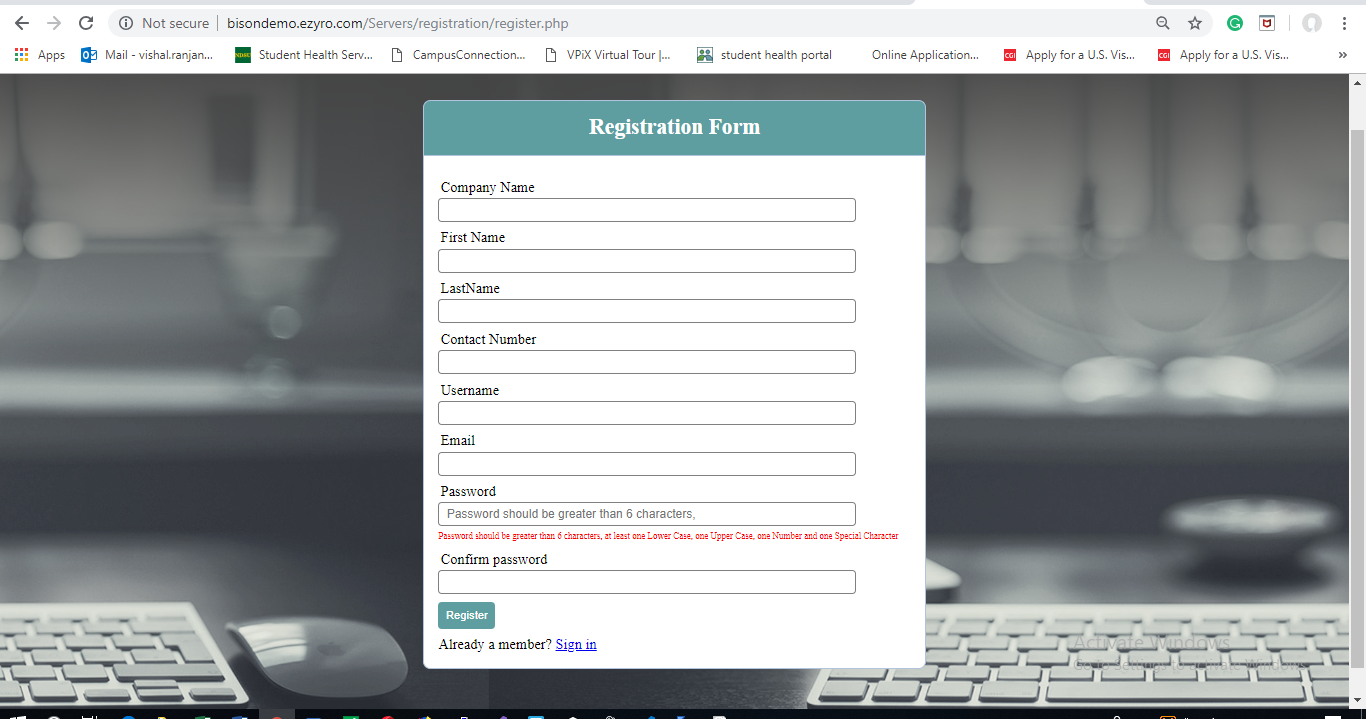 Not secure | bisondemo.ezyro.com/Servers/registration/register.php
Apps Mail - vishal.ranjan... Student Health Serv... CampusConnection... VPiX Virtual Tour |... student health portal Online Application... CGI Apply for a U.S. Vis... CGI Apply for a U.S. Vis... »
Registration Form
Company Name
First Name
LastName
Contact Number
Username
Email
Password
Password should be greater than 6 characters,
Password should be greater than 6 characters, at least one Lower Case, one Upper Case, one Number and one Special Character
Confirm password
Register
Already a member? Sign in
Activate Windows
Go to Settings to activate Windows.